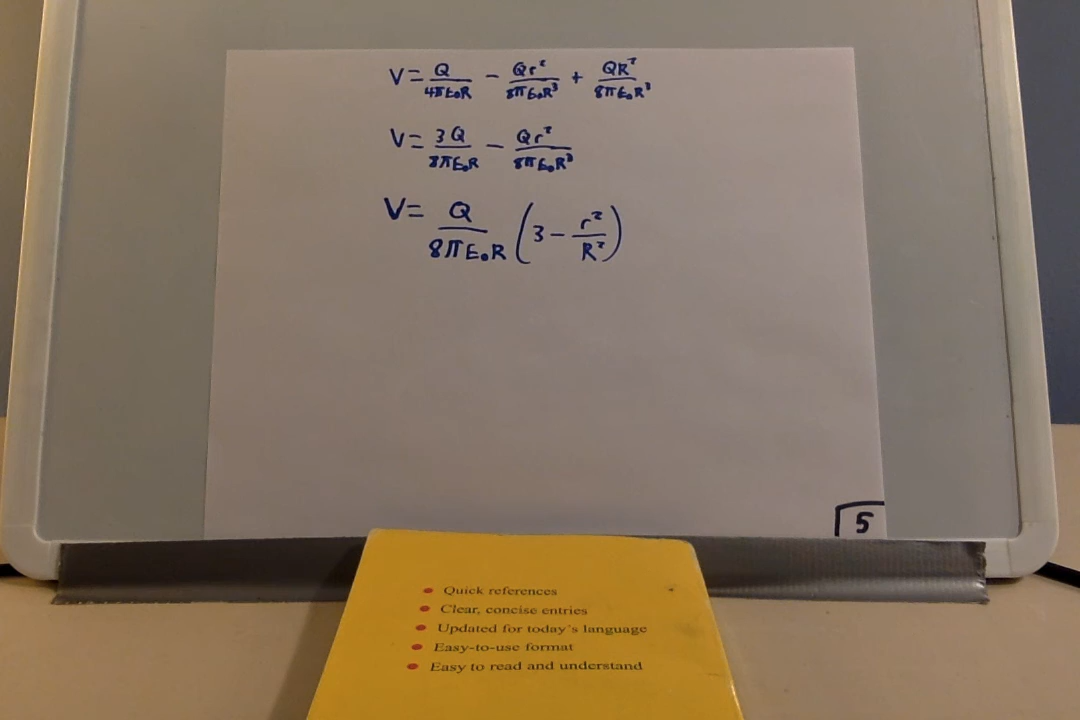 V = Q/4πε₀R − Qr²/8πε₀R³ + QR²/8πε₀R³
V = 3Q/8πε₀R − Qr²/8πε₀R³
V = Q/8πε₀R (3 − r²/R²)
5
Quick references
Clear, concise entries
Updated for today's language
Easy-to-use format
Easy to read and understand